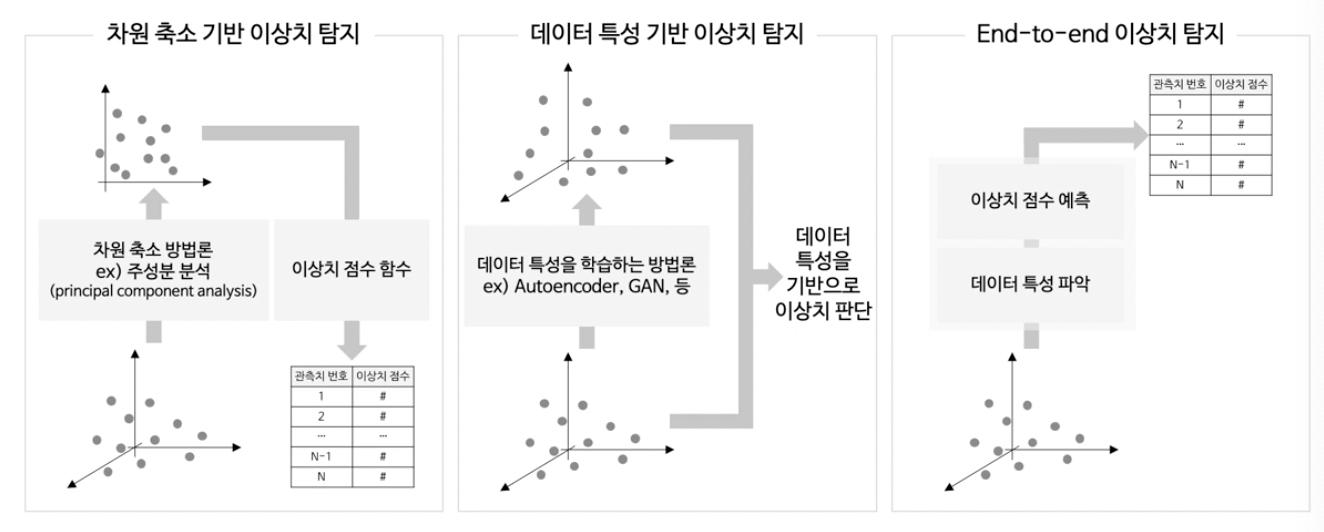 차원 축소 기반 이상치 탐지
차원 축소 방법론
ex) 주성분 분석
(principal component analysis)
이상치 점수 함수
관측치 번호 이상치 점수
1 #
2 #
... ...
N-1 #
N #
데이터 특성 기반 이상치 탐지
데이터 특성을 학습하는 방법론
ex) Autoencoder, GAN, 등
데이터
특성을
기반으로
이상치 판단
End-to-end 이상치 탐지
관측치 번호 이상치 점수
1 #
2 #
... ...
N-1 #
N #
이상치 점수 예측
데이터 특성 파악